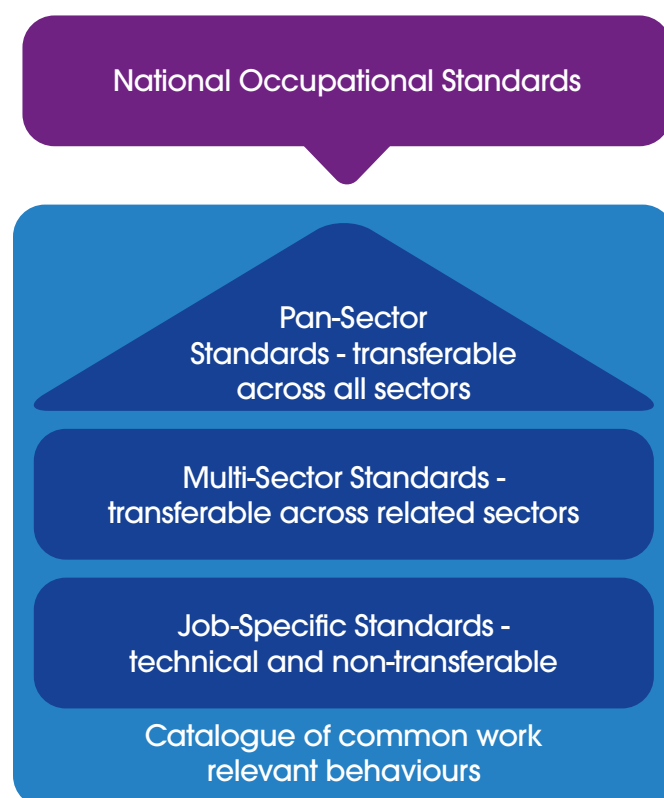 National Occupational Standards
Pan-Sector
Standards - transferable
across all sectors
Multi-Sector Standards -
transferable across related sectors
Job-Specific Standards -
technical and non-transferable
Catalogue of common work
relevant behaviours